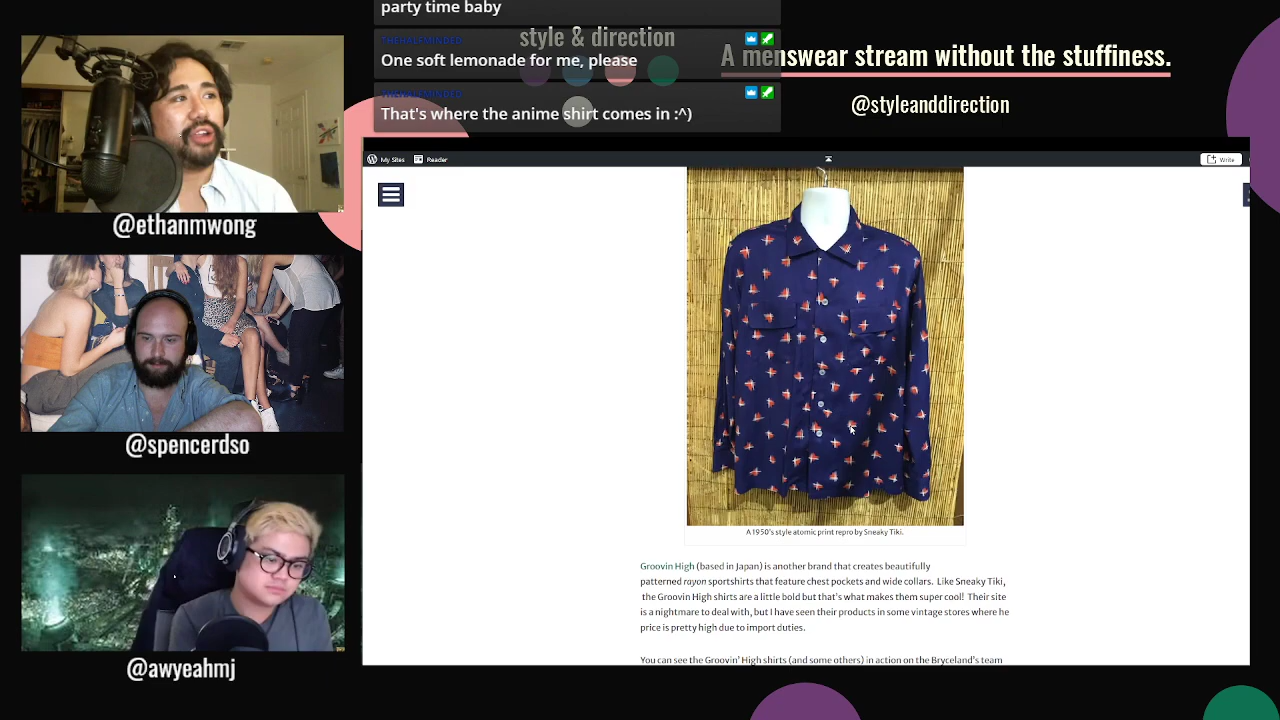 party time baby
THERALFMINDED
One soft lemonade for me, please
THERALFMINDED
That's where the anime shirt comes in :^)
style & direction
A menswear stream without the stuffiness.
@styleanddirection
@ethanmwong
@spencerdso
@awyeahmj
My Sites
Reader
Write
A 1950's style atomic print repro by Sneaky Tiki.
Groovin High (based in Japan) is another brand that creates beautifully
patterned rayon sportshirts that feature chest pockets and wide collars. Like Sneaky Tiki,
the Groovin High shirts are a little bold but that's what makes them super cool! Their site
is a nightmare to deal with, but I have seen their products in some vintage stores where he
price is pretty high due to import duties.
You can see the Groovin' High shirts (and some others) in action on the Bryceland's team